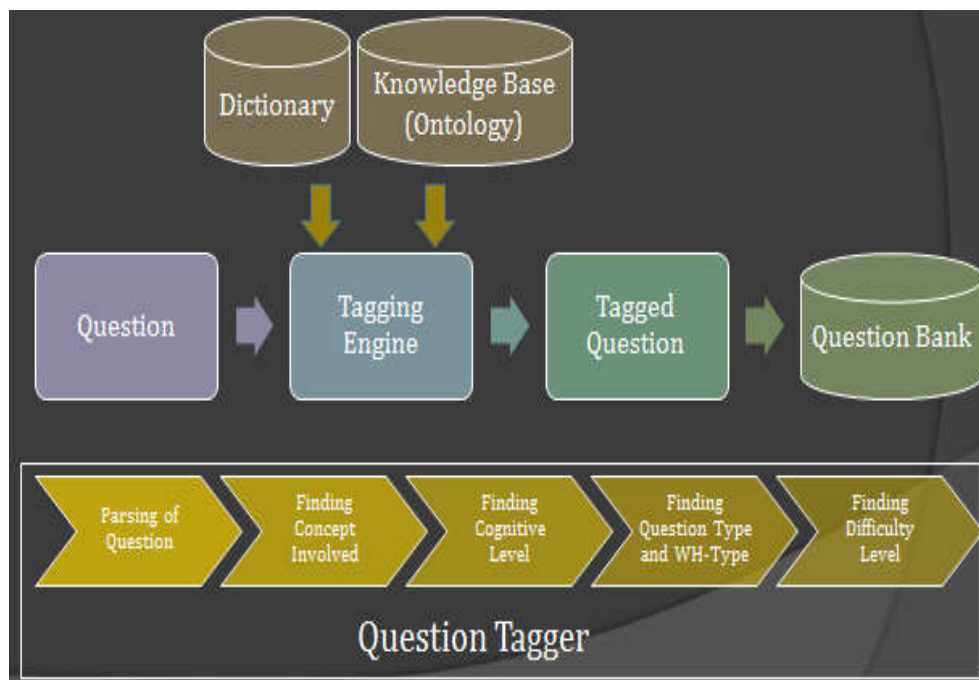 Dictionary
Knowledge Base
(Ontology)
Question
Tagging
Engine
Tagged
Question
Question Bank
Parsing of
Question
Finding
Concept
Involved
Finding
Cognitive
Level
Finding
Question Type
and WH-Type
Finding
Difficulty
Level
Question Tagger